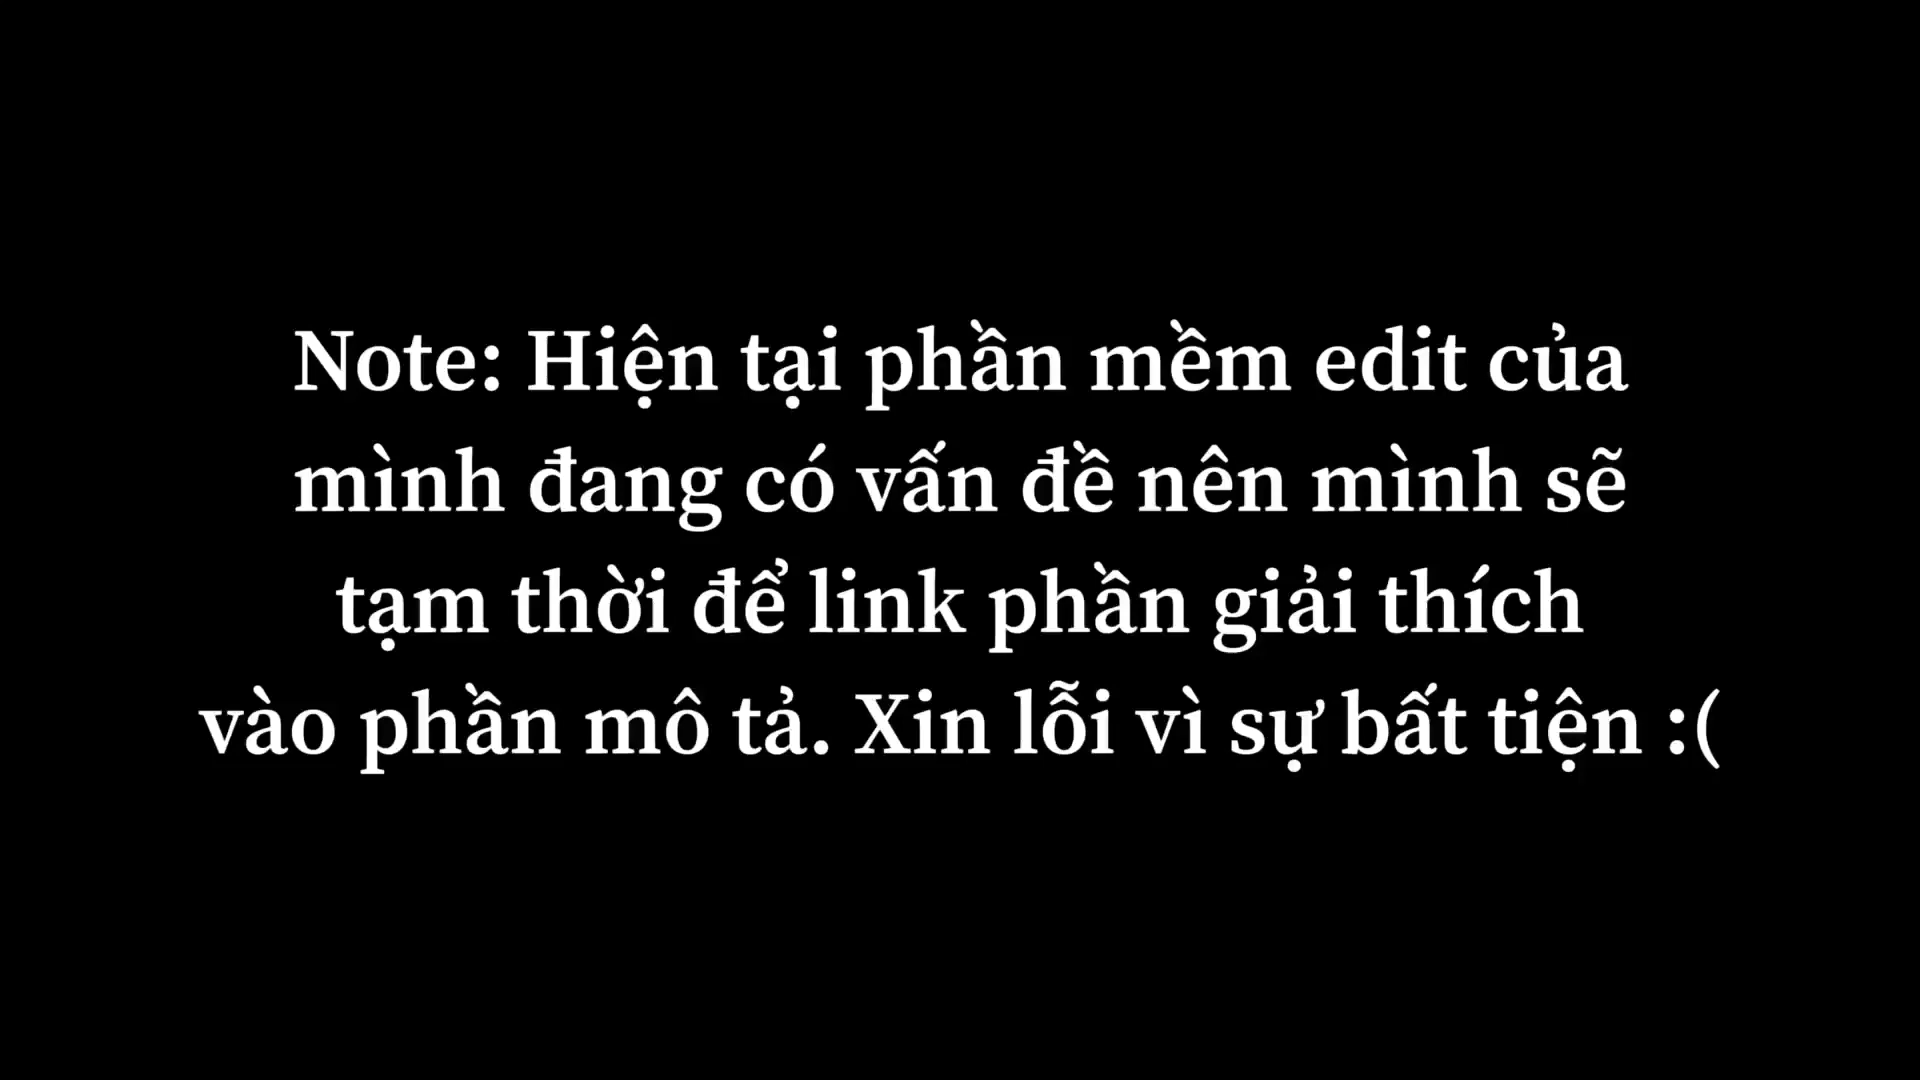 Note: Hiện tại phần mềm edit của
mình đang có vấn đề nên mình sẽ
tạm thời để link phần giải thích
vào phần mô tả. Xin lỗi vì sự bất tiện :(